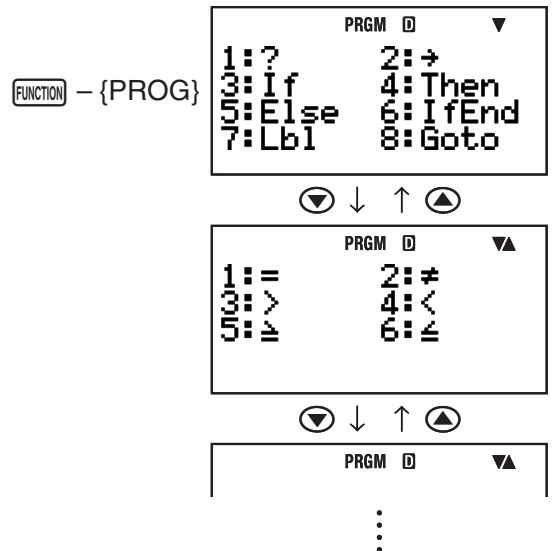 PRGM D ▼
FUNCTION – {PROG}
1:? 2:→
3:If 4:Then
5:Else 6:IfEnd
7:Lbl 8:Goto
▼ ↓ ↑ ▲
PRGM D ▼▲
1:= 2:≠
3:> 4:<
5:≧ 6:≦
▼ ↓ ↑ ▲
PRGM D ▼▲